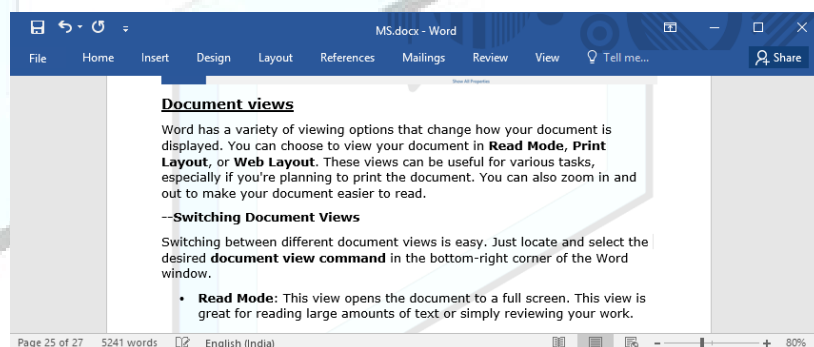 MS.docx - Word
File Home Insert Design Layout References Mailings Review View Tell me... Share
Show All Properties
Document views
Word has a variety of viewing options that change how your document is
displayed. You can choose to view your document in Read Mode, Print
Layout, or Web Layout. These views can be useful for various tasks,
especially if you're planning to print the document. You can also zoom in and
out to make your document easier to read.
--Switching Document Views
Switching between different document views is easy. Just locate and select the
desired document view command in the bottom-right corner of the Word
window.
• Read Mode: This view opens the document to a full screen. This view is
great for reading large amounts of text or simply reviewing your work.
Page 25 of 27 5241 words English (India) - + 80%